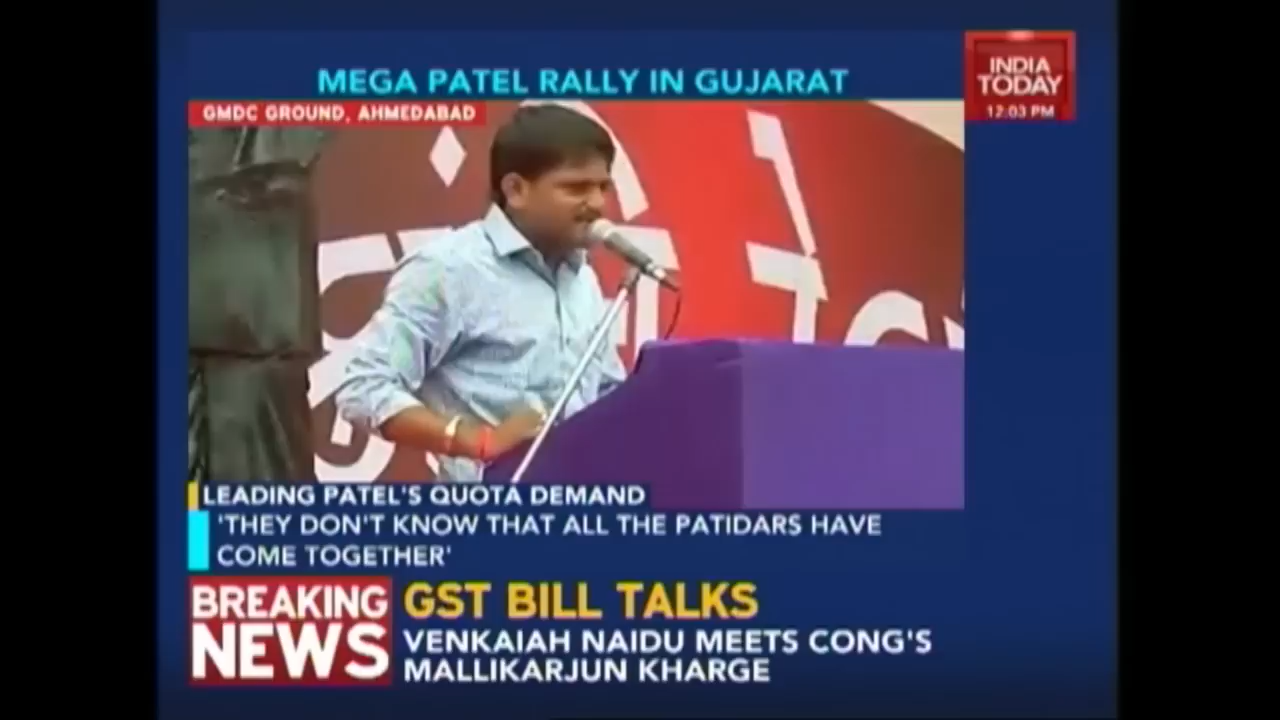 MEGA PATEL RALLY IN GUJARAT
INDIA
TODAY
12:03 PM
GMDC GROUND, AHMEDABAD
LEADING PATEL'S QUOTA DEMAND
'THEY DON'T KNOW THAT ALL THE PATIDARS HAVE
COME TOGETHER'
BREAKING
NEWS
GST BILL TALKS
VENKAIAH NAIDU MEETS CONG'S
MALLIKARJUN KHARGE